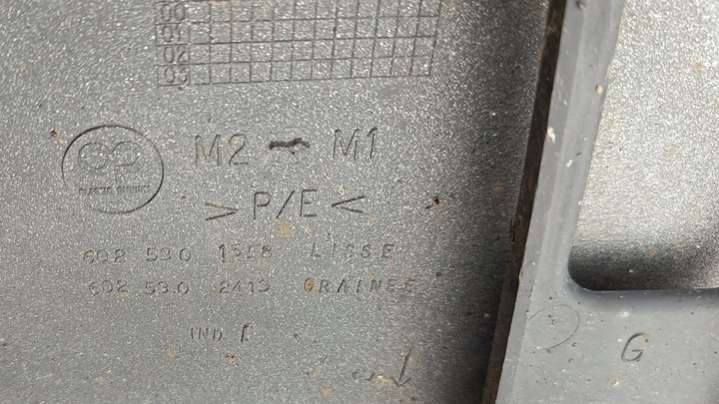 00
01
02
03
M2 - M1
> P/E <
602 530 1358 LISSE
602 530 2413 GRAINEE
IND
G